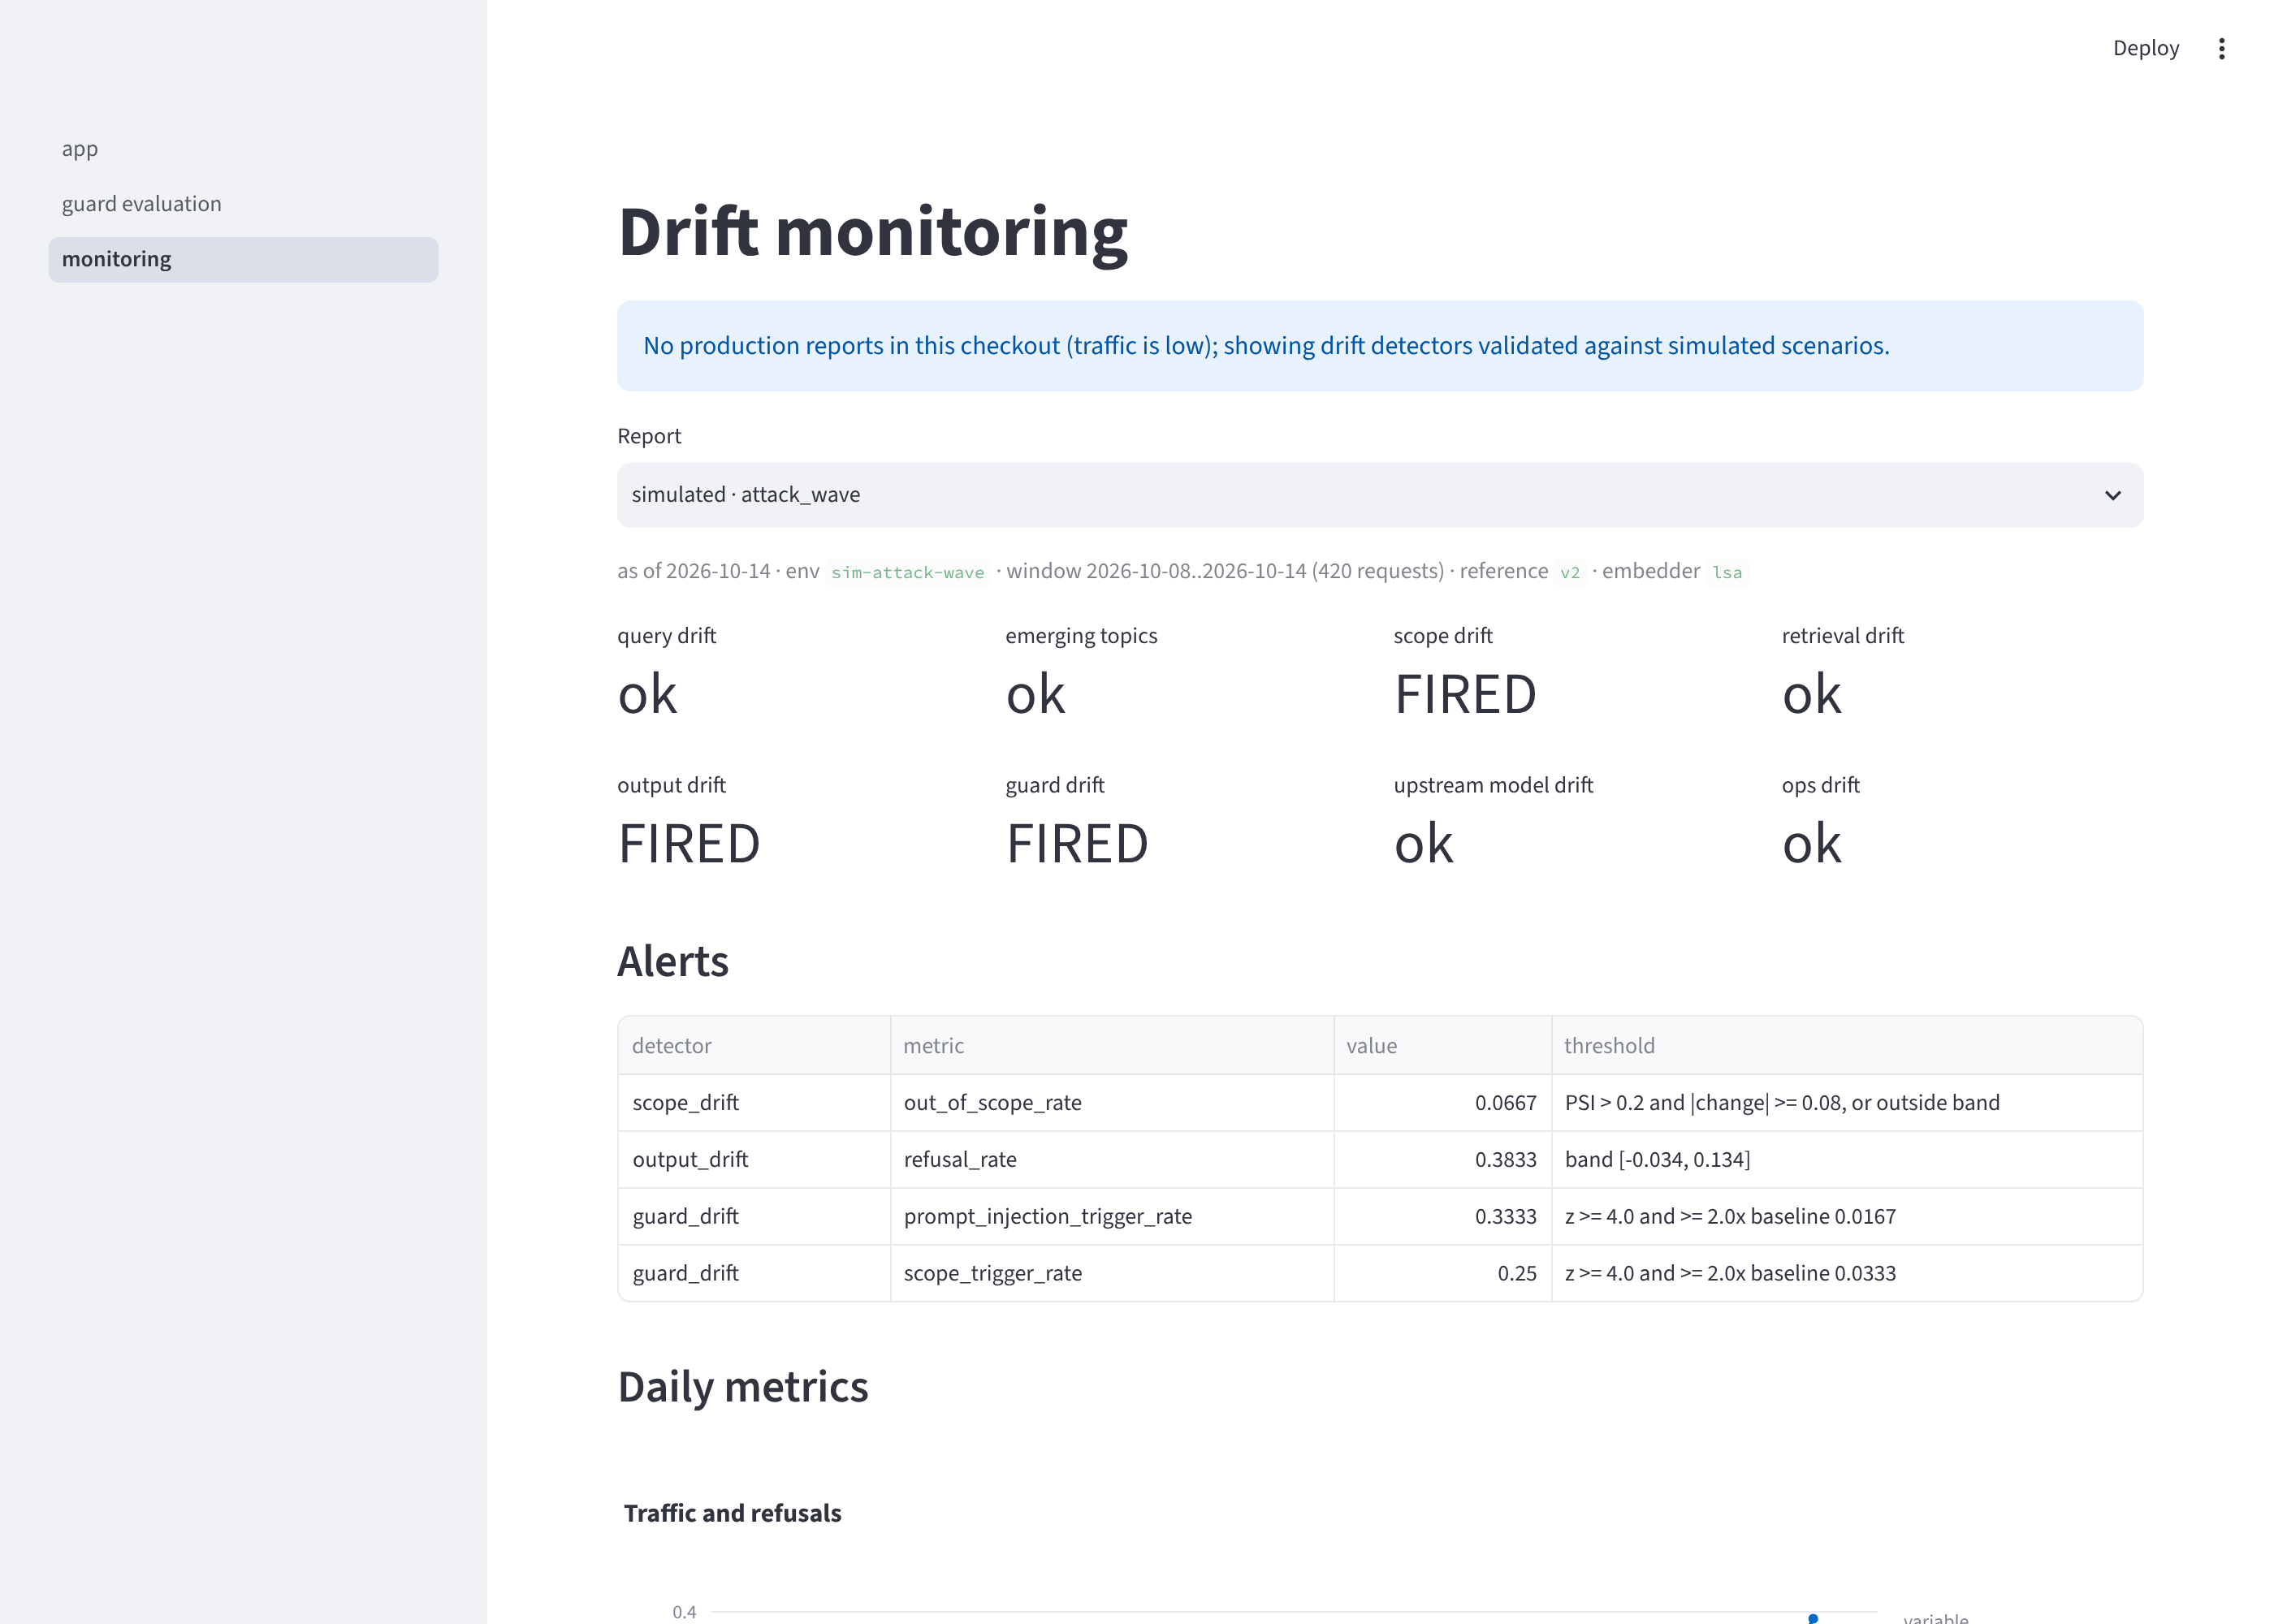 Deploy
app
guard evaluation
monitoring
Drift monitoring
No production reports in this checkout (traffic is low); showing drift detectors validated against simulated scenarios.
Report
simulated · attack_wave
as of 2026-10-14 · env sim-attack-wave · window 2026-10-08..2026-10-14 (420 requests) · reference v2 · embedder lsa
query drift emerging topics scope drift retrieval drift
ok ok FIRED ok
output drift guard drift upstream model drift ops drift
FIRED FIRED ok ok
Alerts
detector metric value threshold
scope_drift out_of_scope_rate 0.0667 PSI > 0.2 and |change| >= 0.08, or outside band
output_drift refusal_rate 0.3833 band [-0.034, 0.134]
guard_drift prompt_injection_trigger_rate 0.3333 z >= 4.0 and >= 2.0x baseline 0.0167
guard_drift scope_trigger_rate 0.25 z >= 4.0 and >= 2.0x baseline 0.0333
Daily metrics
Traffic and refusals
0.4
variable